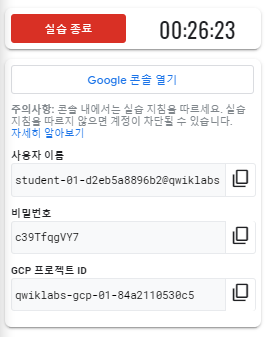 실습 종료
00:26:23
Google 콘솔 열기
주의사항: 콘솔 내에서는 실습 지침을 따르세요. 실습
지침을 따르지 않으면 계정이 차단될 수 있습니다.
자세히 알아보기
사용자 이름
student-01-d2eb5a8896b2@qwiklabs
비밀번호
c39TfqgVY7
GCP 프로젝트 ID
qwiklabs-gcp-01-84a2110530c5